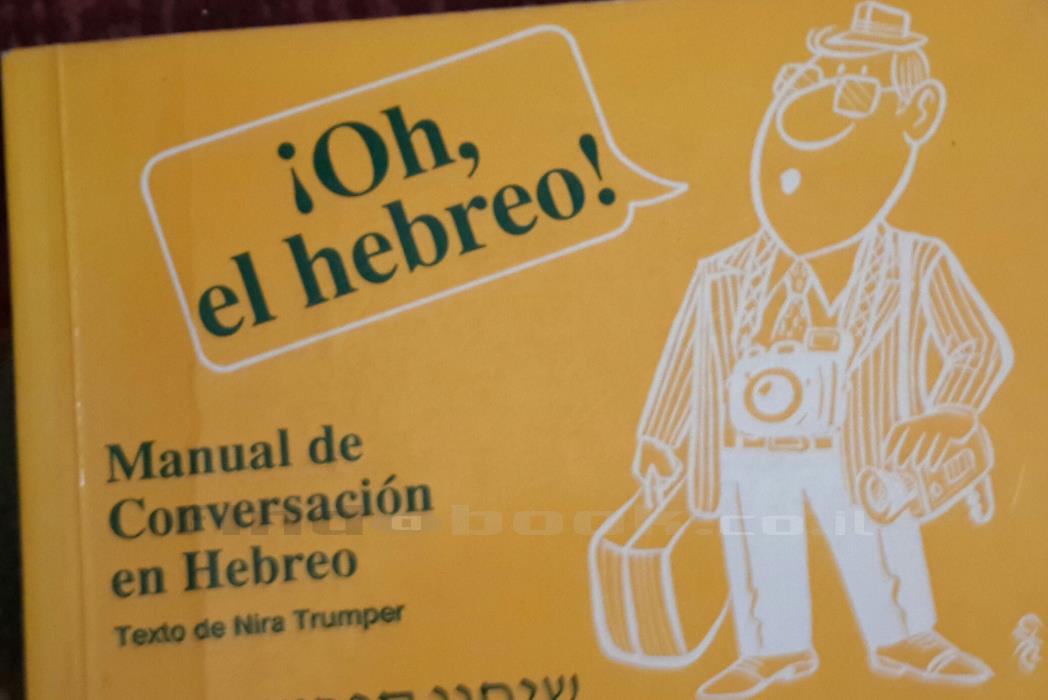 ¡Oh,
el hebreo!
Manual de
Conversación
en Hebreo
Texto de Nira Trumper